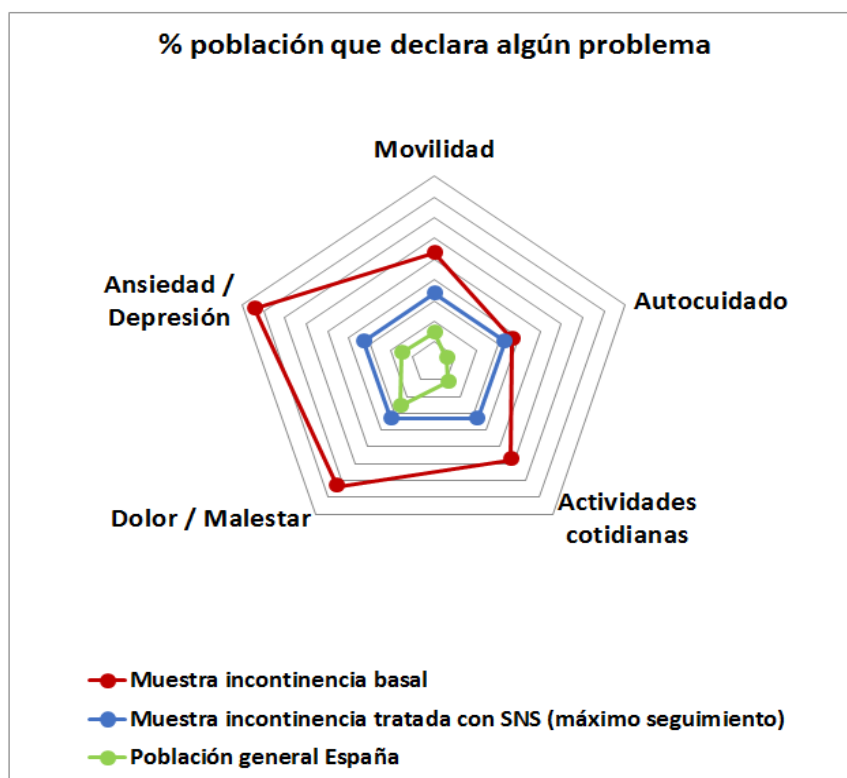 % población que declara algún problema
Movilidad
Ansiedad /
Depresión
Autocuidado
Dolor / Malestar
Actividades
cotidianas
Muestra incontinencia basal
Muestra incontinencia tratada con SNS (máximo seguimiento)
Población general España